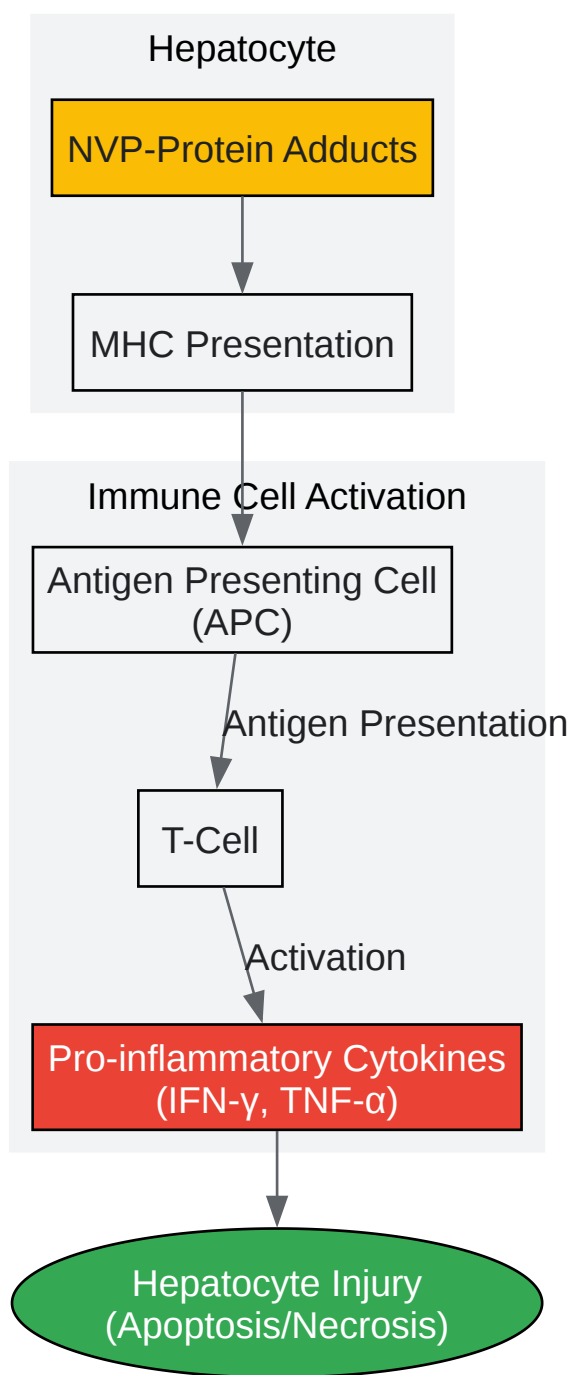 Hepatocyte
NVP-Protein Adducts
MHC Presentation
Immune Cell Activation
Antigen Presenting Cell
(APC)
Antigen Presentation
T-Cell
Activation
Pro-inflammatory Cytokines
(IFN-γ, TNF-α)
Hepatocyte Injury
(Apoptosis/Necrosis)